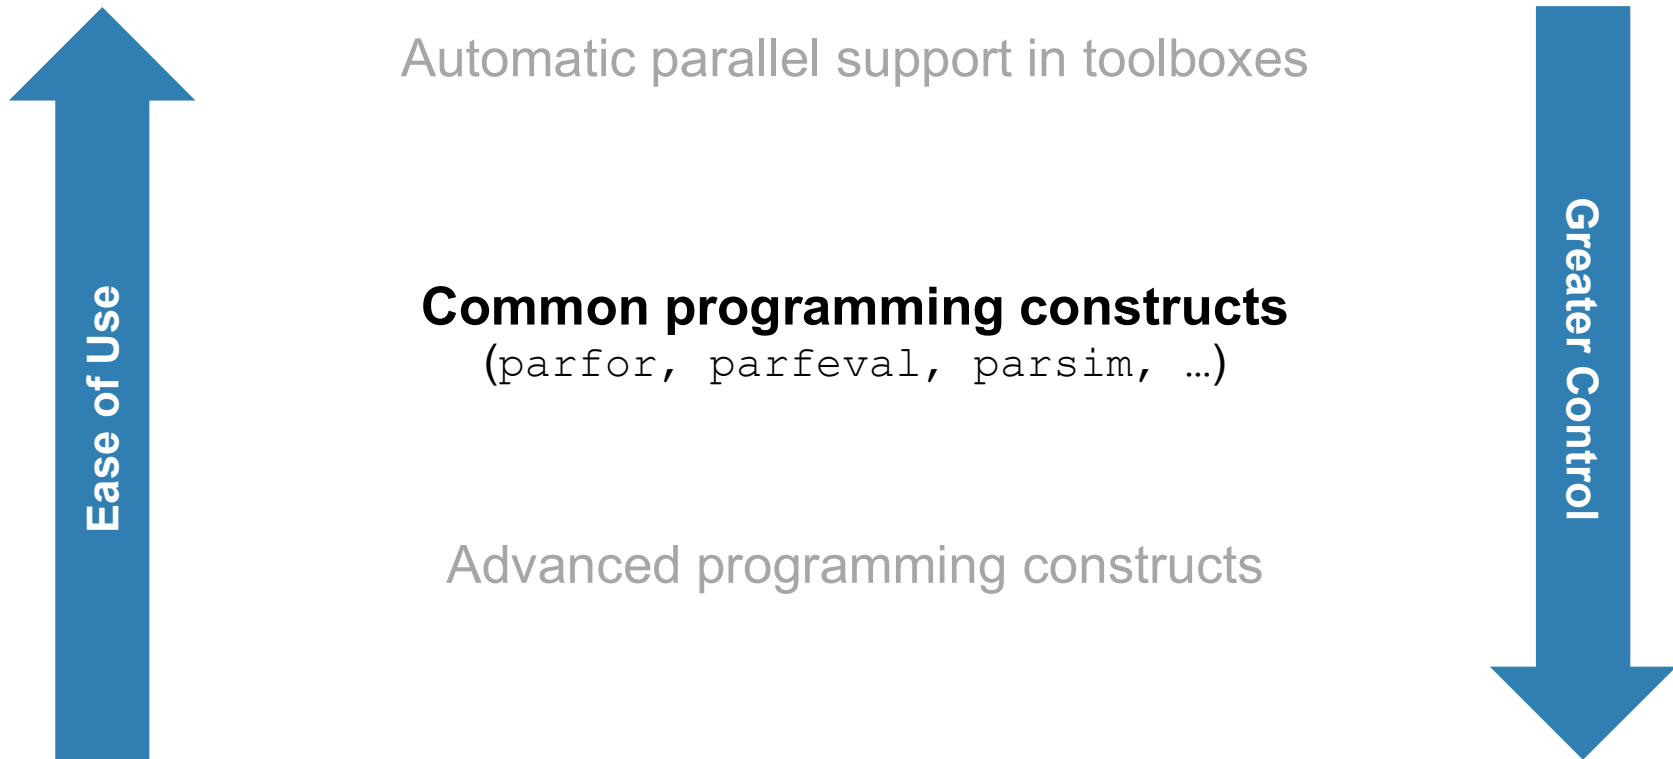 Automatic parallel support in toolboxes
Ease of Use
Common programming constructs
(parfor, parfeval, parsim, …)
Greater Control
Advanced programming constructs